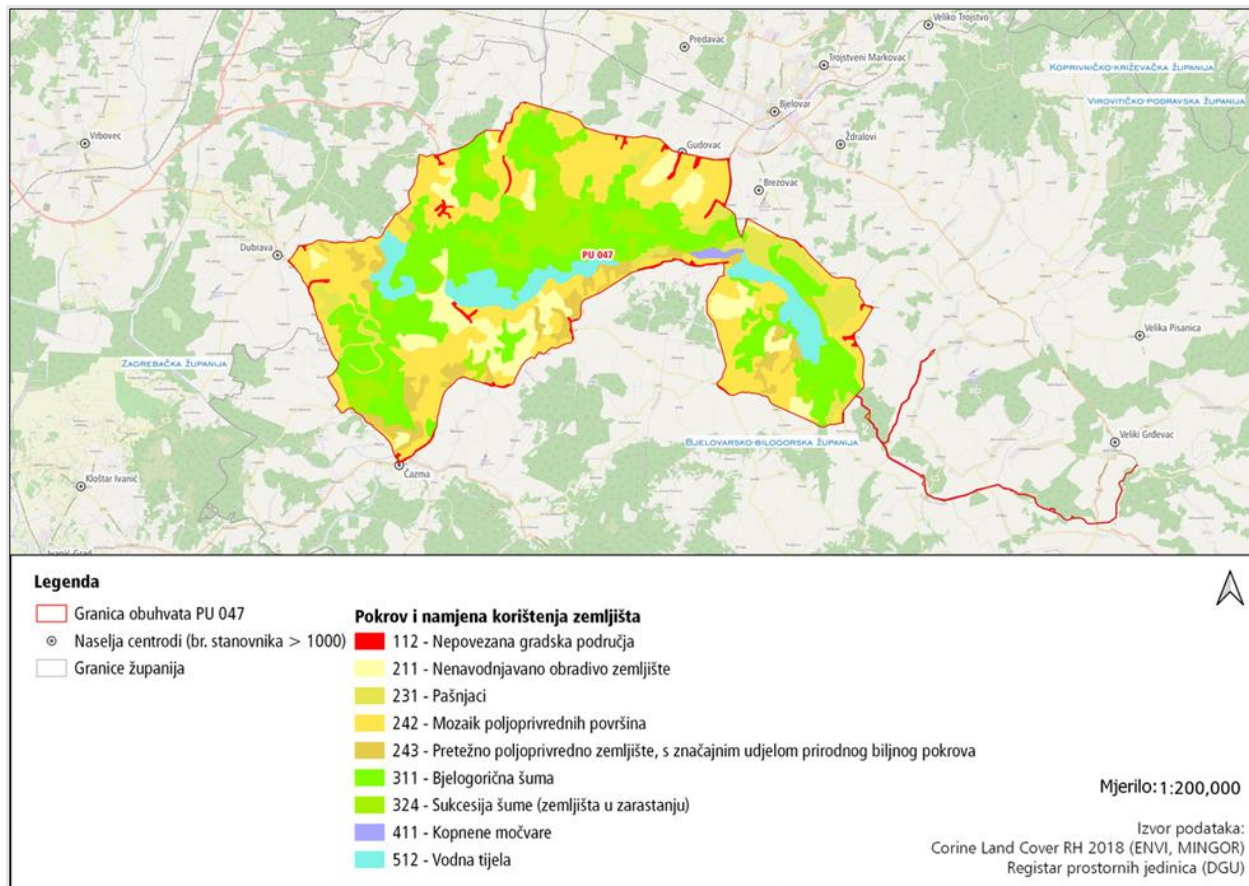 Veliko Trojstvo
Predavac
Trojstveni Markovac
KOPRIVNIČKO-KRIŽEVAČKA ŽUPANIJA
VIROVITIČKO-PODRAVSKA ŽUPANIJA
Bjelovar
Vrbovec
Ždralovi
Gudovac
Brezovac
Dubrava
PU 047
Velika Pisanica
ZAGREBAČKA ŽUPANIJA
BJELOVARSKO-BILOGORSKA ŽUPANIJA
Veliki Grđevac
Čazma
Kloštar Ivanić
Ivanić-Grad
Legenda
Granica obuhvata PU 047
Naselja centrodi (br. stanovnika > 1000)
Granice županija
Pokrov i namjena korištenja zemljišta
112 - Nepovezana gradska područja
211 - Nenavodnjavano obradivo zemljište
231 - Pašnjaci
242 - Mozaik poljoprivrednih površina
243 - Pretežno poljoprivredno zemljište, s značajnim udjelom prirodnog biljnog pokrova
311 - Bjelogorična šuma
324 - Sukcesija šume (zemljišta u zarastanju)
411 - Kopnene močvare
512 - Vodna tijela
Mjerilo: 1:200,000
Izvor podataka:
Corine Land Cover RH 2018 (ENVI, MINGOR)
Registar prostornih jedinica (DGU)